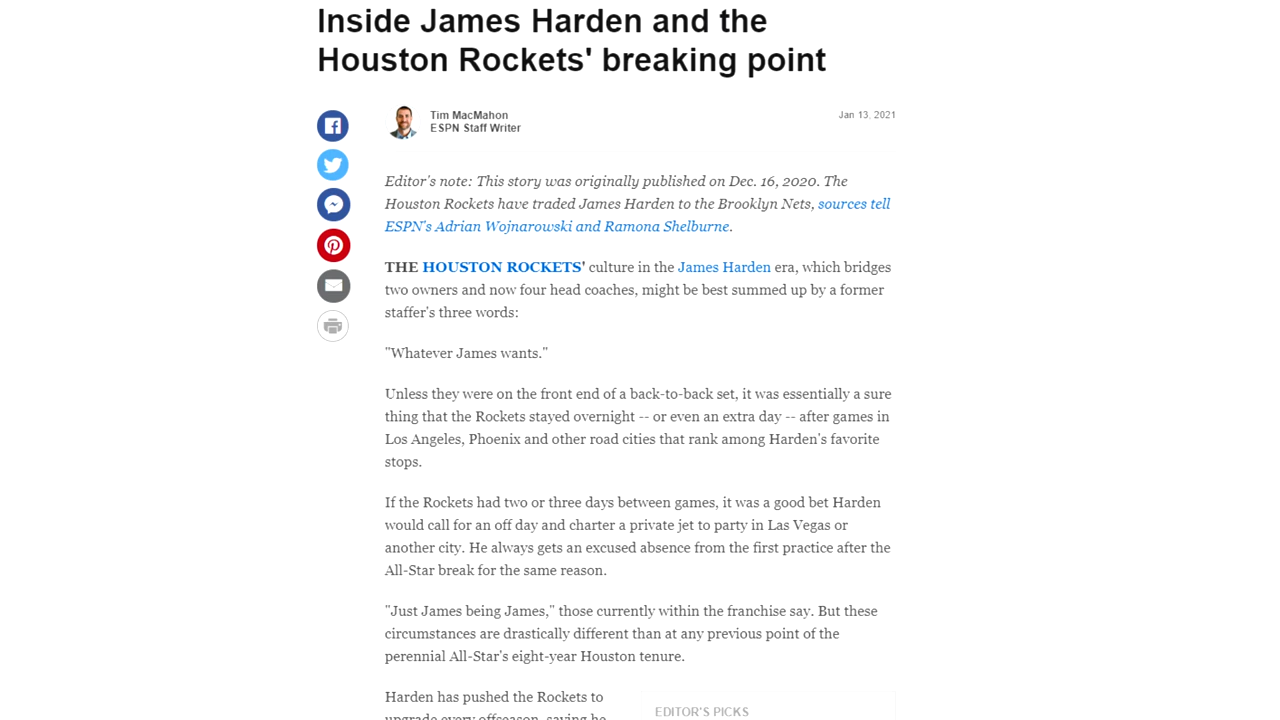 Inside James Harden and the
Houston Rockets' breaking point
Tim MacMahon
ESPN Staff Writer
Jan 13, 2021
Editor's note: This story was originally published on Dec. 16, 2020. The
Houston Rockets have traded James Harden to the Brooklyn Nets, sources tell
ESPN's Adrian Wojnarowski and Ramona Shelburne.
THE HOUSTON ROCKETS' culture in the James Harden era, which bridges
two owners and now four head coaches, might be best summed up by a former
staffer's three words:
"Whatever James wants."
Unless they were on the front end of a back-to-back set, it was essentially a sure
thing that the Rockets stayed overnight -- or even an extra day -- after games in
Los Angeles, Phoenix and other road cities that rank among Harden's favorite
stops.
If the Rockets had two or three days between games, it was a good bet Harden
would call for an off day and charter a private jet to party in Las Vegas or
another city. He always gets an excused absence from the first practice after the
All-Star break for the same reason.
"Just James being James," those currently within the franchise say. But these
circumstances are drastically different than at any previous point of the
perennial All-Star's eight-year Houston tenure.
Harden has pushed the Rockets to
upgrade every offseason, saying he
EDITOR'S PICKS